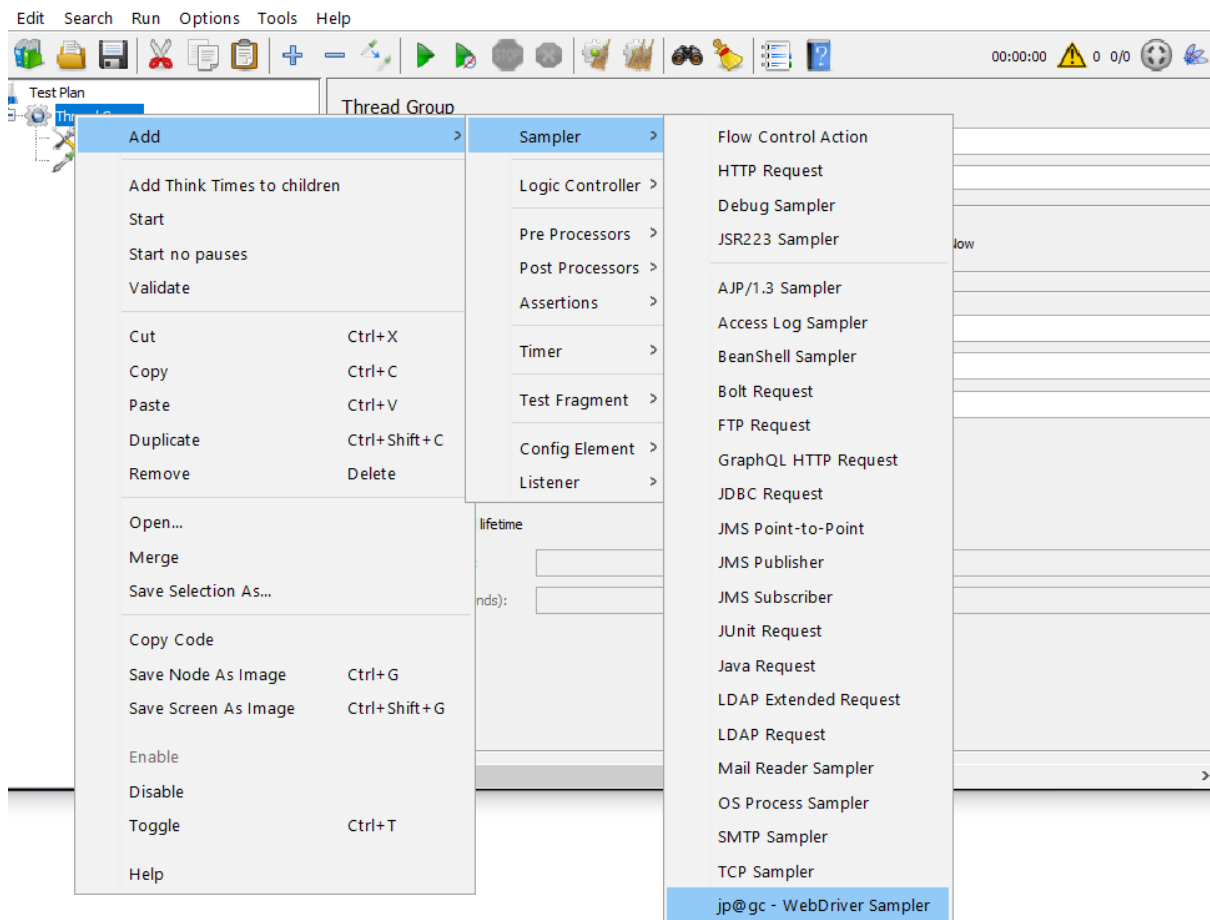 Edit Search Run Options Tools Help
STOP
00:00:00 0 0/0
Test Plan
Thread Group
Add
Add Think Times to children
Start
Start no pauses
Validate
Cut Ctrl+X
Copy Ctrl+C
Paste Ctrl+V
Duplicate Ctrl+Shift+C
Remove Delete
Open...
Merge
Save Selection As...
Copy Code
Save Node As Image Ctrl+G
Save Screen As Image Ctrl+Shift+G
Enable
Disable
Toggle Ctrl+T
Help
Sampler
Logic Controller
Pre Processors
Post Processors
Assertions
Timer
Test Fragment
Config Element
Listener
lifetime
nds):
Flow Control Action
HTTP Request
Debug Sampler
JSR223 Sampler
AJP/1.3 Sampler
Access Log Sampler
BeanShell Sampler
Bolt Request
FTP Request
GraphQL HTTP Request
JDBC Request
JMS Point-to-Point
JMS Publisher
JMS Subscriber
JUnit Request
Java Request
LDAP Extended Request
LDAP Request
Mail Reader Sampler
OS Process Sampler
SMTP Sampler
TCP Sampler
jp@gc - WebDriver Sampler